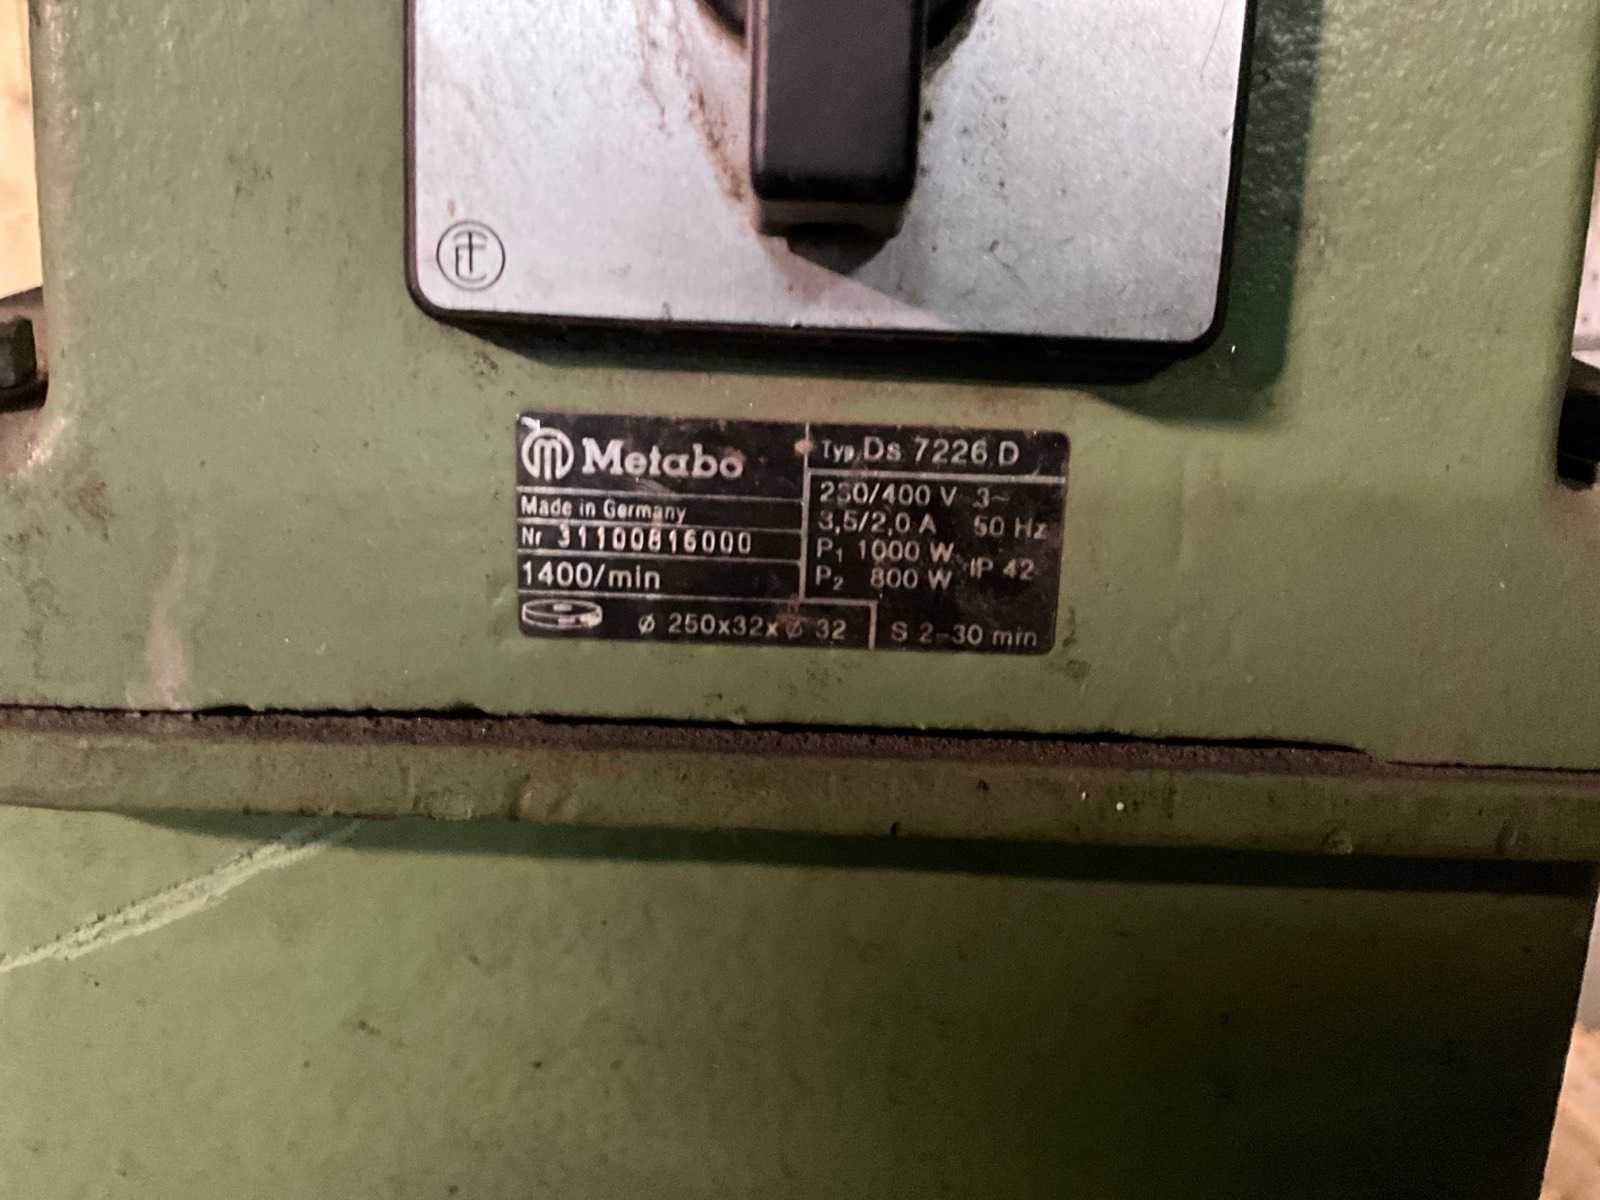 Metabo
Made in Germany
Nr 31100816000
1400/min
Ø 250x32xØ 32
Typ Ds 7226 D
230/400 V 3~
3,5/2,0 A 50 Hz
P1 1000 W IP 42
P2 800 W
S 2-30 min